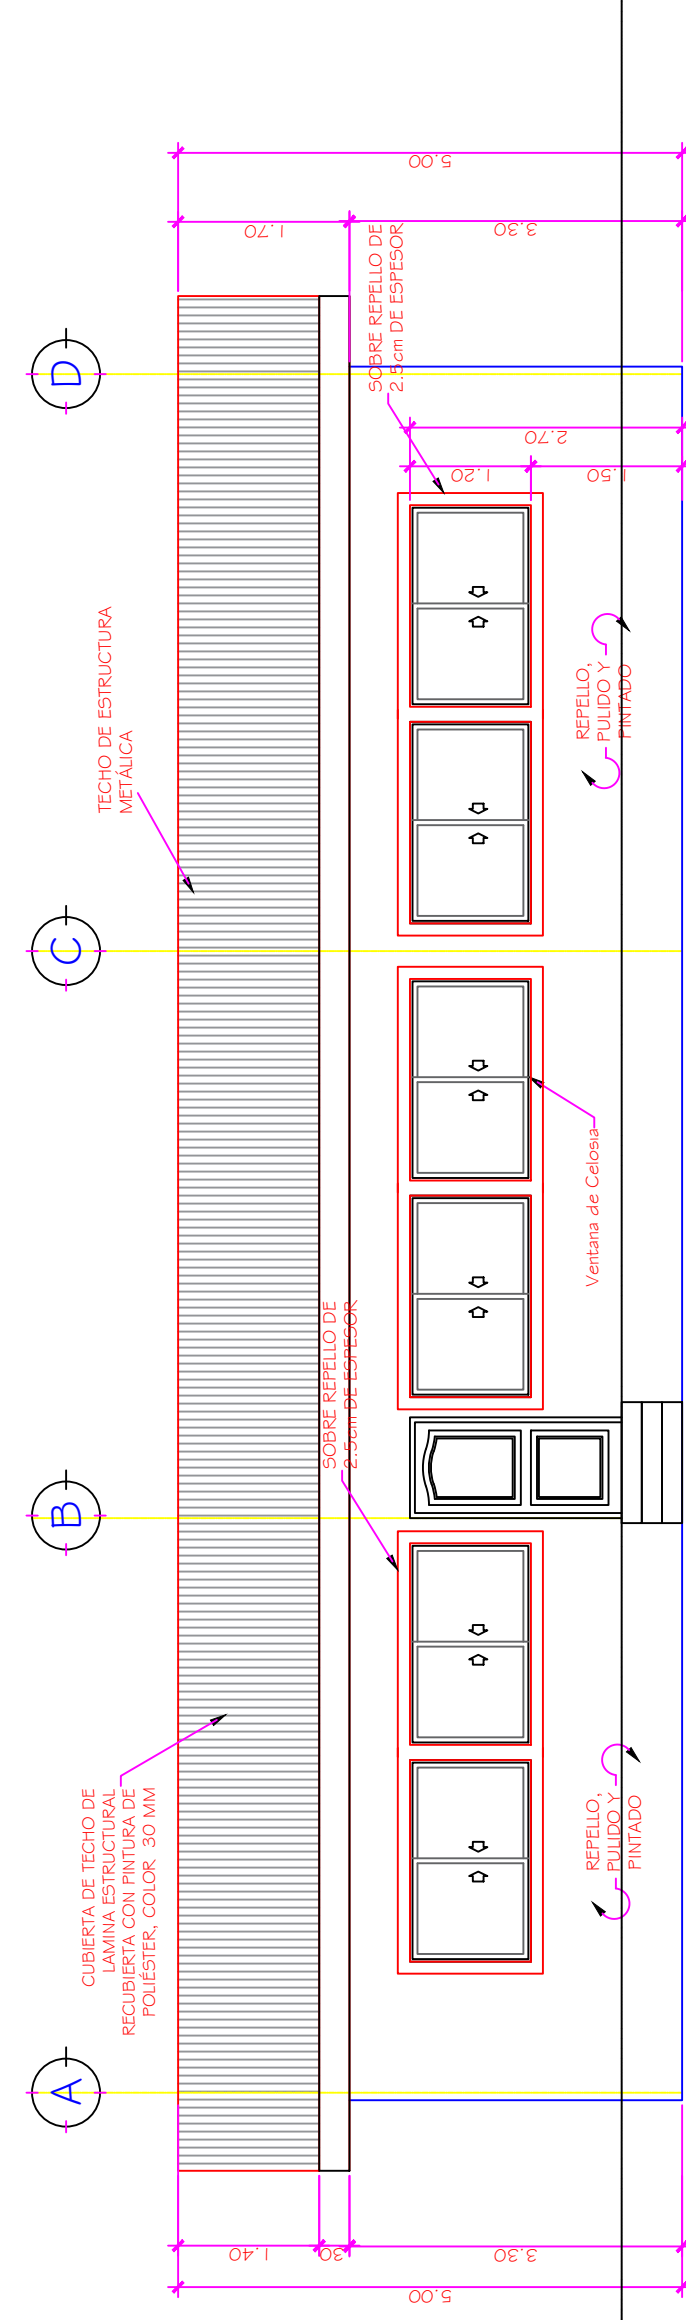 A
B
C
D
CUBIERTA DE TECHO DE
LAMINA ESTRUCTURAL
RECUBIERTA CON PINTURA DE
POLIÉSTER, COLOR 30 MM
TECHO DE ESTRUCTURA
METÁLICA
SOBRE REPELLO DE
2.5cm DE ESPESOR
SOBRE REPELLO DE
2.5cm DE ESPESOR
Ventana de Celosia
REPELLO,
PULIDO Y
PINTADO
REPELLO,
PULIDO Y
PINTADO
1.40
.30
3.30
5.00
1.70
3.30
5.00
2.70
1.20
1.50